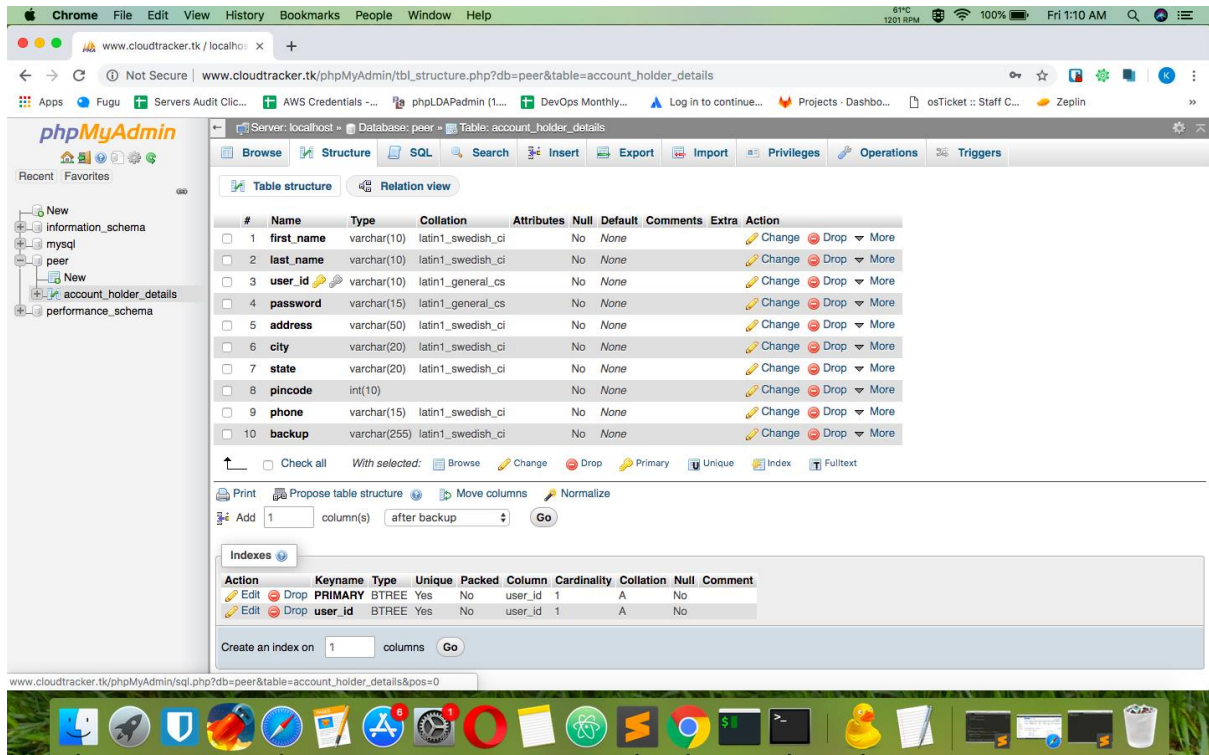 Chrome File Edit View History Bookmarks People Window Help 61°C 1201 RPM 100% Fri 1:10 AM
www.cloudtracker.tk / localhos
Not Secure | www.cloudtracker.tk/phpMyAdmin/tbl_structure.php?db=peer&table=account_holder_details K
Apps Fugu Servers Audit Clic... AWS Credentials -... phpLDAPadmin (1.... DevOps Monthly... Log in to continue... Projects · Dashbo... osTicket :: Staff C... Zeplin »
phpMyAdmin
Recent Favorites
New
information_schema
mysql
peer
New
account_holder_details
performance_schema
Server: localhost » Database: peer » Table: account_holder_details
Browse Structure SQL Search Insert Export Import Privileges Operations Triggers
Table structure Relation view
# Name Type Collation Attributes Null Default Comments Extra Action
1 first_name varchar(10) latin1_swedish_ci No None Change Drop More
2 last_name varchar(10) latin1_swedish_ci No None Change Drop More
3 user_id varchar(10) latin1_general_cs No None Change Drop More
4 password varchar(15) latin1_general_cs No None Change Drop More
5 address varchar(50) latin1_swedish_ci No None Change Drop More
6 city varchar(20) latin1_swedish_ci No None Change Drop More
7 state varchar(20) latin1_swedish_ci No None Change Drop More
8 pincode int(10) No None Change Drop More
9 phone varchar(15) latin1_swedish_ci No None Change Drop More
10 backup varchar(255) latin1_swedish_ci No None Change Drop More
Check all With selected: Browse Change Drop Primary Unique Index Fulltext
Print Propose table structure Move columns Normalize
Add 1 column(s) after backup Go
Indexes
Action Keyname Type Unique Packed Column Cardinality Collation Null Comment
Edit Drop PRIMARY BTREE Yes No user_id 1 A No
Edit Drop user_id BTREE Yes No user_id 1 A No
Create an index on 1 columns Go
www.cloudtracker.tk/phpMyAdmin/sql.php?db=peer&table=account_holder_details&pos=0
6 1